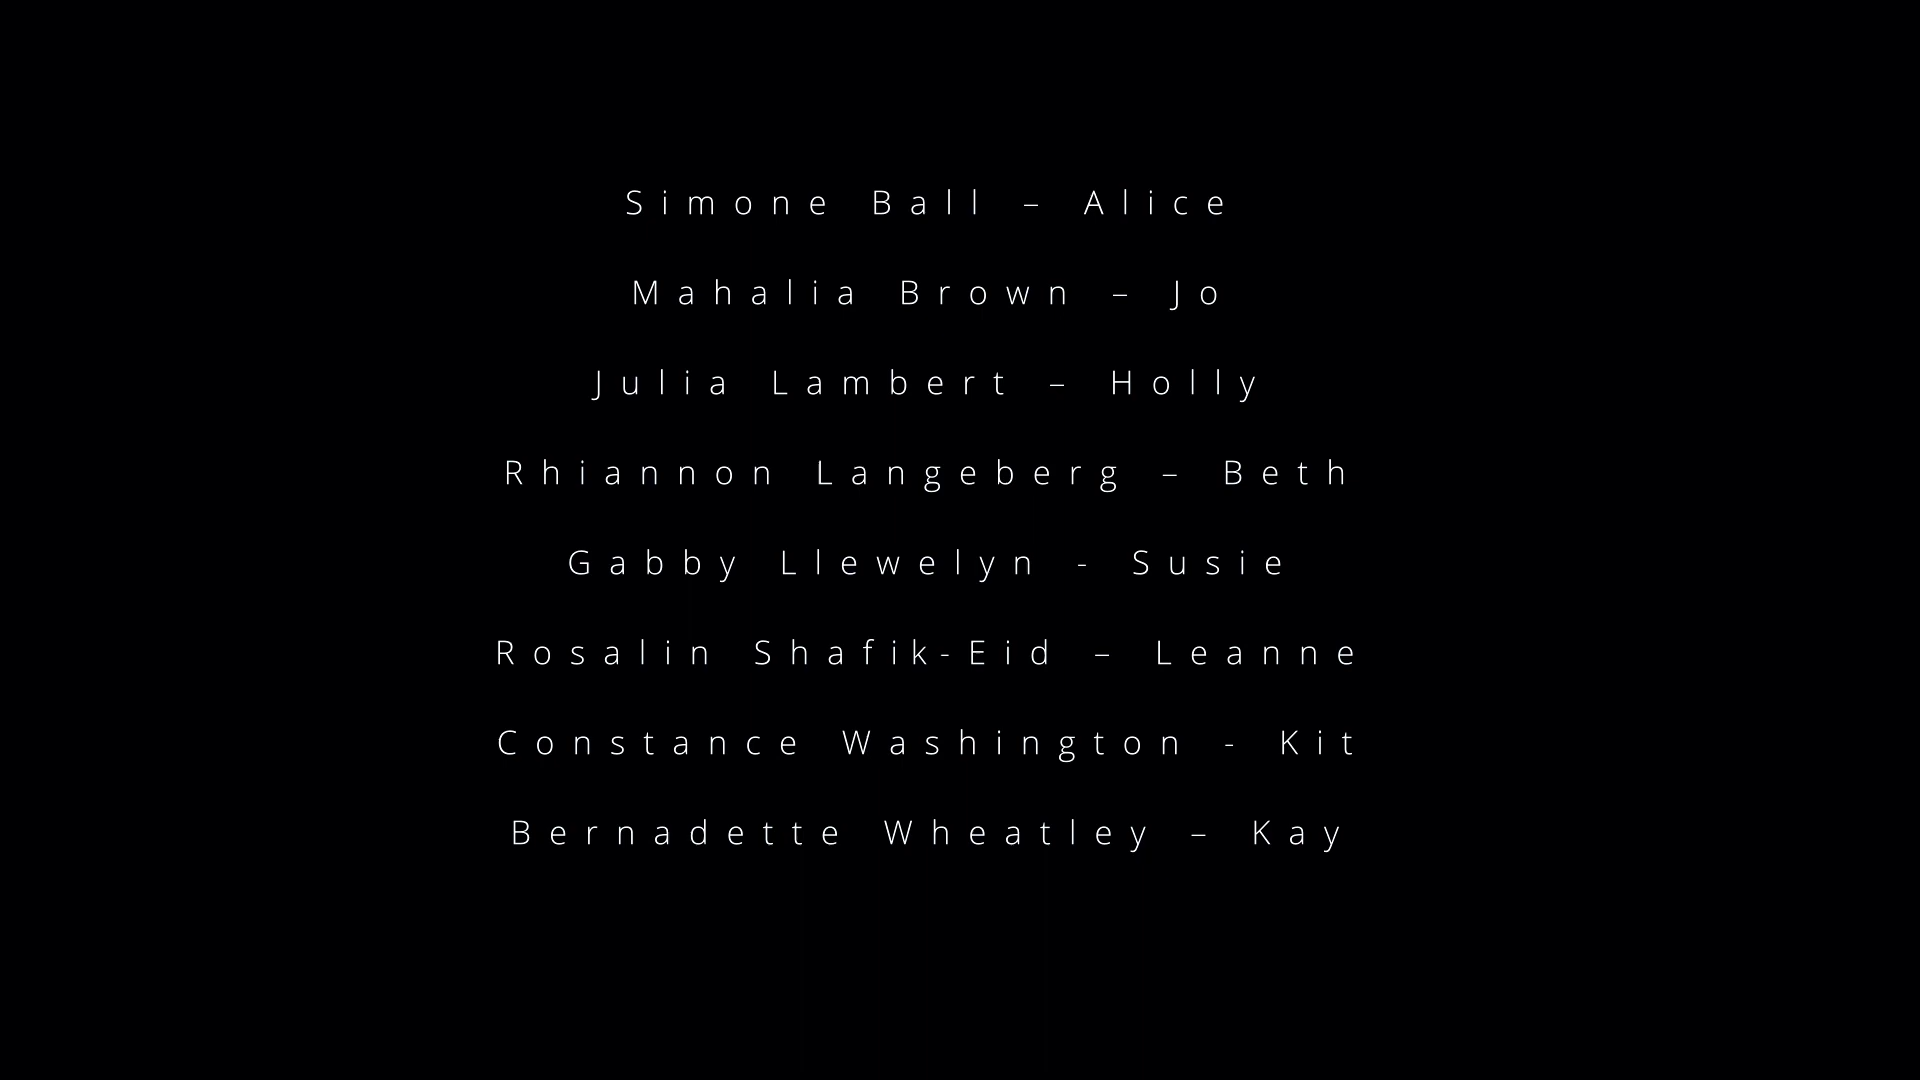 Simone Ball – Alice
Mahalia Brown – Jo
Julia Lambert – Holly
Rhiannon Langeberg – Beth
Gabby Llewelyn - Susie
Rosalin Shafik-Eid – Leanne
Constance Washington - Kit
Bernadette Wheatley – Kay